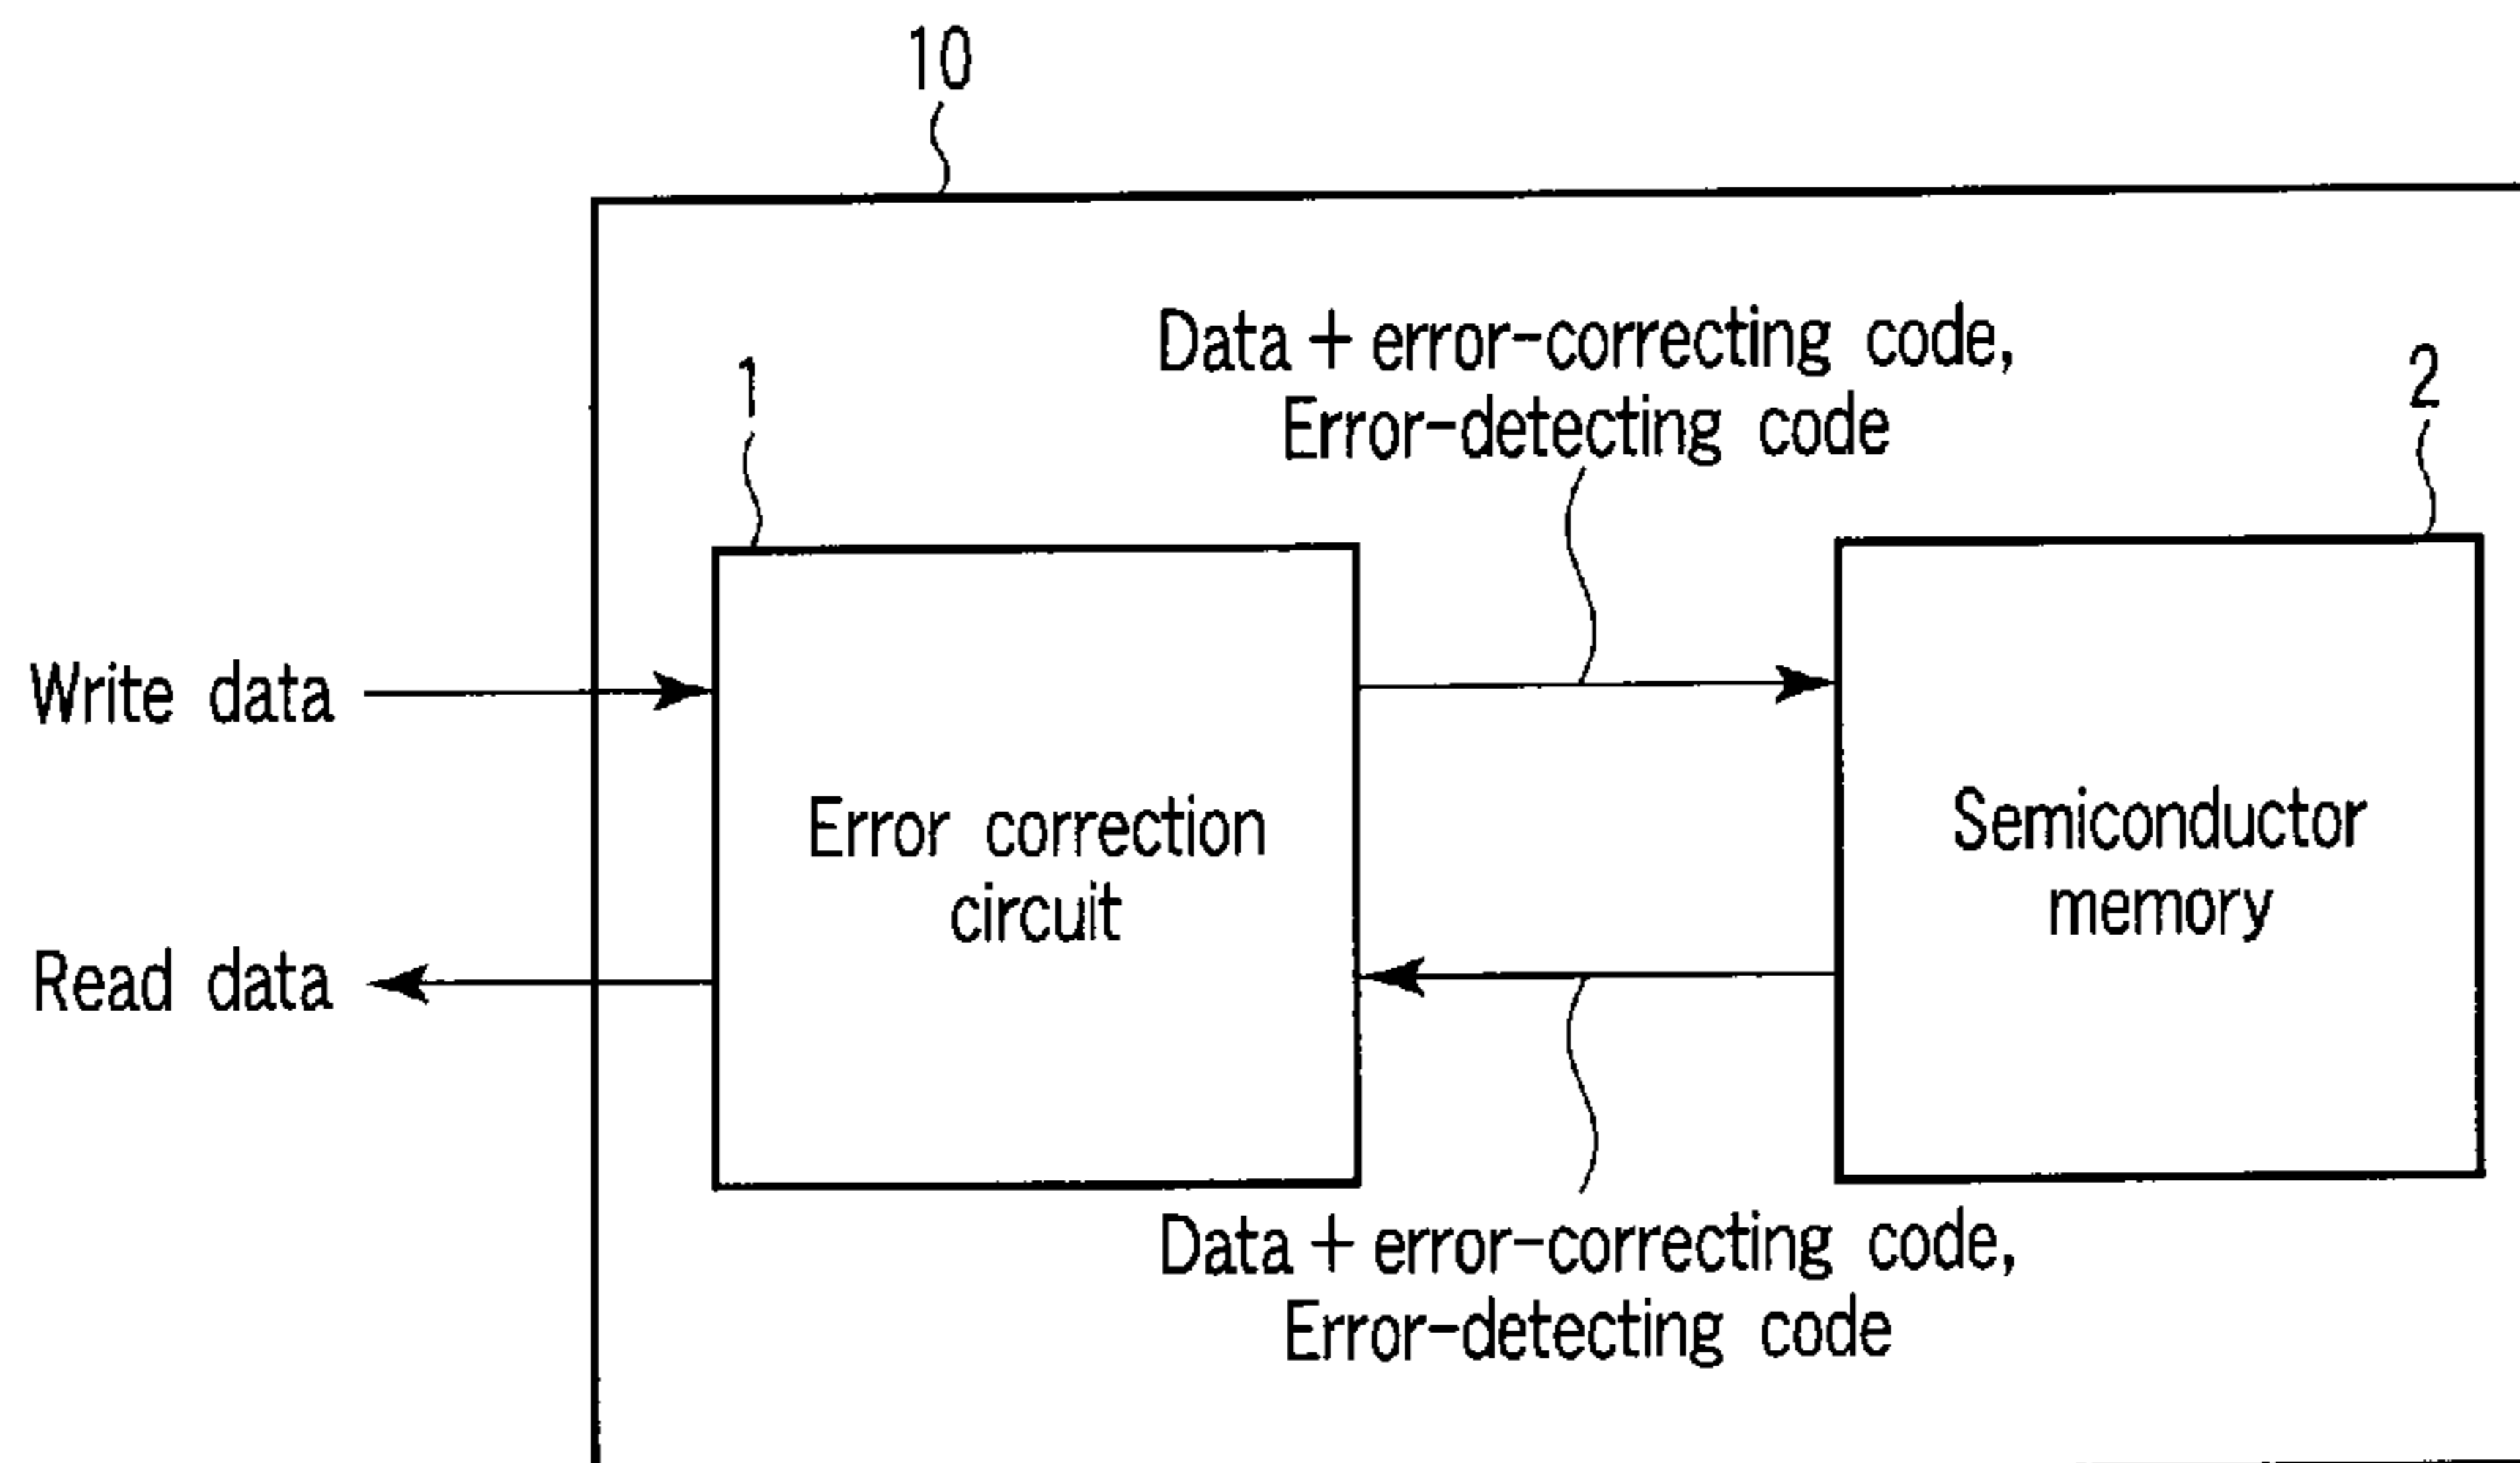 10
Data + error-correcting code,
Error-detecting code
1
2
Write data
Error correction
circuit
Semiconductor
memory
Read data
Data + error-correcting code,
Error-detecting code